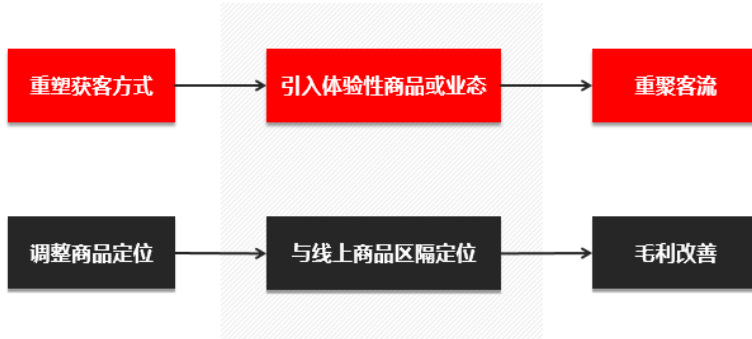 重塑获客方式
引入体验性商品或业态
重聚客流
调整商品定位
与线上商品区隔定位
毛利改善